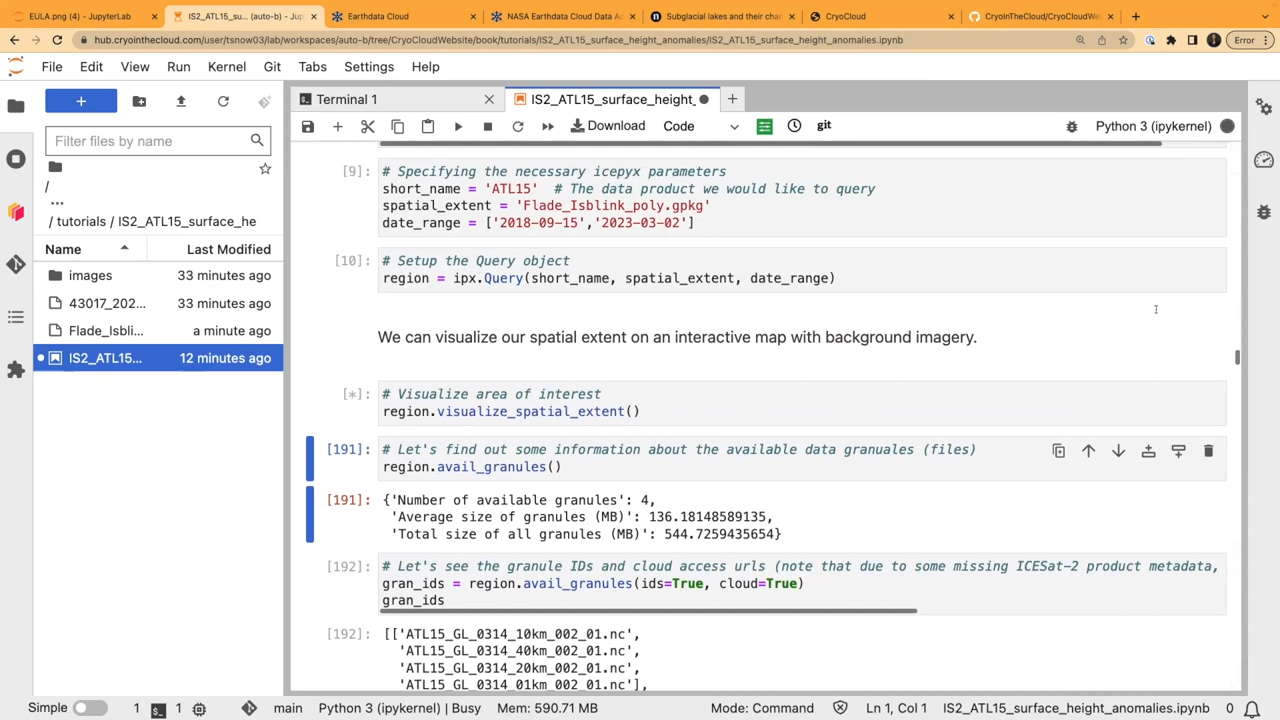 EULA.png (4) - JupyterLab
IS2_ATL15_su... (auto-b) - Jup
Earthdata Cloud
NASA Earthdata Cloud Data A
Subglacial lakes and their chan
CryoCloud
CryoInTheCloud/CryoCloudWe
hub.cryointhecloud.com/user/tsnow03/lab/workspaces/auto-b/tree/CryoCloudWebsite/book/tutorials/IS2_ATL15_surface_height_anomalies/IS2_ATL15_surface_height_anomalies.ipynb
Error
File Edit View Run Kernel Git Tabs Settings Help
Terminal 1
IS2_ATL15_surface_height_
Download
Code
git
Python 3 (ipykernel)
Filter files by name
/
...
/ tutorials / IS2_ATL15_surface_he
Name Last Modified
images 33 minutes ago
43017_202... 33 minutes ago
Flade_Isbli... a minute ago
IS2_ATL15... 12 minutes ago
[9]: # Specifying the necessary icepyx parameters
short_name = 'ATL15' # The data product we would like to query
spatial_extent = 'Flade_Isblink_poly.gpkg'
date_range = ['2018-09-15','2023-03-02']
[10]: # Setup the Query object
region = ipx.Query(short_name, spatial_extent, date_range)
We can visualize our spatial extent on an interactive map with background imagery.
[*]: # Visualize area of interest
region.visualize_spatial_extent()
[191]: # Let's find out some information about the available data granuales (files)
region.avail_granules()
[191]: {'Number of available granules': 4,
'Average size of granules (MB)': 136.18148589135,
'Total size of all granules (MB)': 544.7259435654}
[192]: # Let's see the granule IDs and cloud access urls (note that due to some missing ICESat-2 product metadata,
gran_ids = region.avail_granules(ids=True, cloud=True)
gran_ids
[192]: [['ATL15_GL_0314_10km_002_01.nc',
'ATL15_GL_0314_40km_002_01.nc',
'ATL15_GL_0314_20km_002_01.nc',
'ATL15_GL_0314_01km_002_01.nc'],
Simple 1 1 main Python 3 (ipykernel) | Busy Mem: 590.71 MB Mode: Command Ln 1, Col 1 IS2_ATL15_surface_height_anomalies.ipynb 0